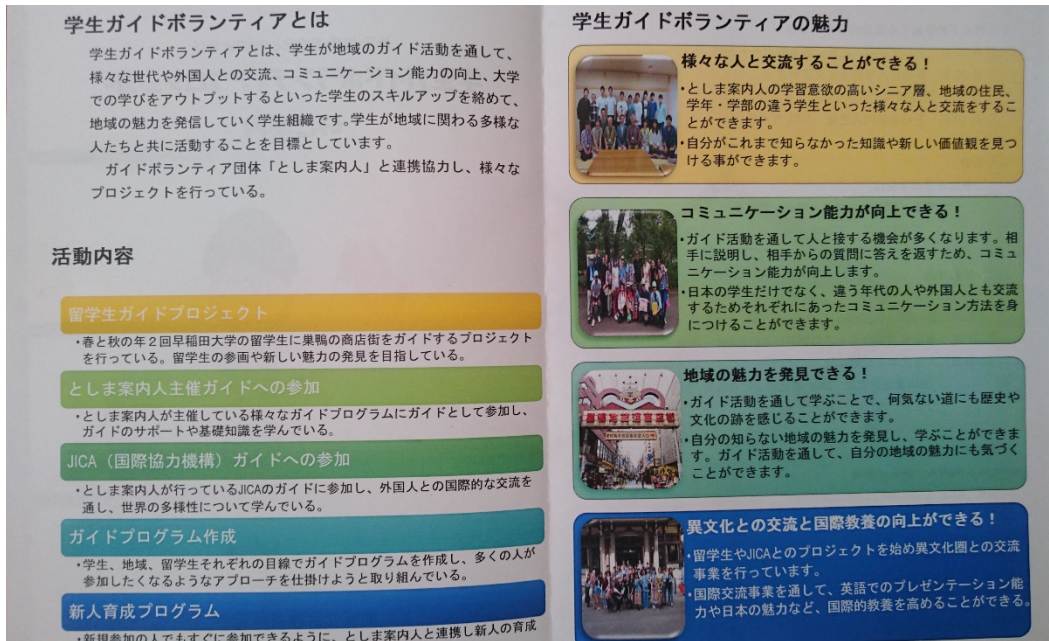 学生ガイドボランティアとは
学生ガイドボランティアとは、学生が地域のガイド活動を通して、
様々な世代や外国人との交流、コミュニケーション能力の向上、大学
での学びをアウトプットするといった学生のスキルアップを絡めて、
地域の魅力を発信していく学生組織です。学生が地域に関わる多様な
人たちと共に活動することを目標としています。
ガイドボランティア団体「としま案内人」と連携協力し、様々な
プロジェクトを行っている。
活動内容
留学生ガイドプロジェクト
・春と秋の年2回早稲田大学の留学生に巣鴨の商店街をガイドするプロジェクト
を行っている。留学生の参画や新しい魅力の発見を目指している。
としま案内人主催ガイドへの参加
・としま案内人が主催している様々なガイドプログラムにガイドとして参加し、
ガイドのサポートや基礎知識を学んでいる。
JICA（国際協力機構）ガイドへの参加
・としま案内人が行っているJICAのガイドに参加し、外国人との国際的な交流を
通し、世界の多様性について学んでいる。
ガイドプログラム作成
・学生、地域、留学生それぞれの目線でガイドプログラムを作成し、多くの人が
参加したくなるようなアプローチを仕掛けようと取り組んでいる。
新人育成プログラム
・新規参加の人でもすぐに参加できるように、としま案内人と連携し新人の育成
学生ガイドボランティアの魅力
様々な人と交流することができる！
・としま案内人の学習意欲の高いシニア層、地域の住民、
学年・学部の違う学生といった様々な人と交流をするこ
とができます。
・自分がこれまで知らなかった知識や新しい価値観を見つ
ける事ができます。
コミュニケーション能力が向上できる！
・ガイド活動を通して人と接する機会が多くなります。相
手に説明し、相手からの質問に答えを返すため、コミュ
ニケーション能力が向上します。
・日本の学生だけでなく、違う年代の人や外国人とも交流
するためそれぞれにあったコミュニケーション方法を身
につけることができます。
地域の魅力を発見できる！
・ガイド活動を通して学ぶことで、何気ない道にも歴史や
文化の跡を感じることができます。
・自分の知らない地域の魅力を発見し、学ぶことができま
す。ガイド活動を通して、自分の地域の魅力にも気づく
ことができます。
異文化との交流と国際教養の向上ができる！
・留学生やJICAとのプロジェクトを始め異文化圏との交流
事業を行っています。
・国際交流事業を通して、英語でのプレゼンテーション能
力や日本の魅力など、国際的教養を高めることができる。